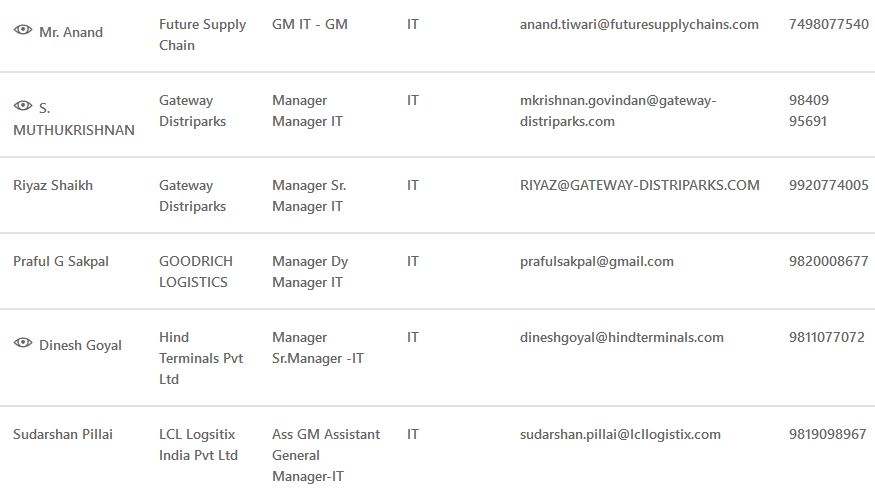 Mr. Anand
Future Supply
Chain
GM IT - GM
IT
anand.tiwari@futuresupplychains.com
7498077540
S.
MUTHUKRISHNAN
Gateway
Distriparks
Manager
Manager IT
IT
mkrishnan.govindan@gateway-
distriparks.com
98409
95691
Riyaz Shaikh
Gateway
Distriparks
Manager Sr.
Manager IT
IT
RIYAZ@GATEWAY-DISTRIPARKS.COM
9920774005
Praful G Sakpal
GOODRICH
LOGISTICS
Manager Dy
Manager IT
IT
prafulsakpal@gmail.com
9820008677
Dinesh Goyal
Hind
Terminals Pvt
Ltd
Manager
Sr.Manager -IT
IT
dineshgoyal@hindterminals.com
9811077072
Sudarshan Pillai
LCL Logsitix
India Pvt Ltd
Ass GM Assistant
General
Manager-IT
IT
sudarshan.pillai@lcllogistix.com
9819098967